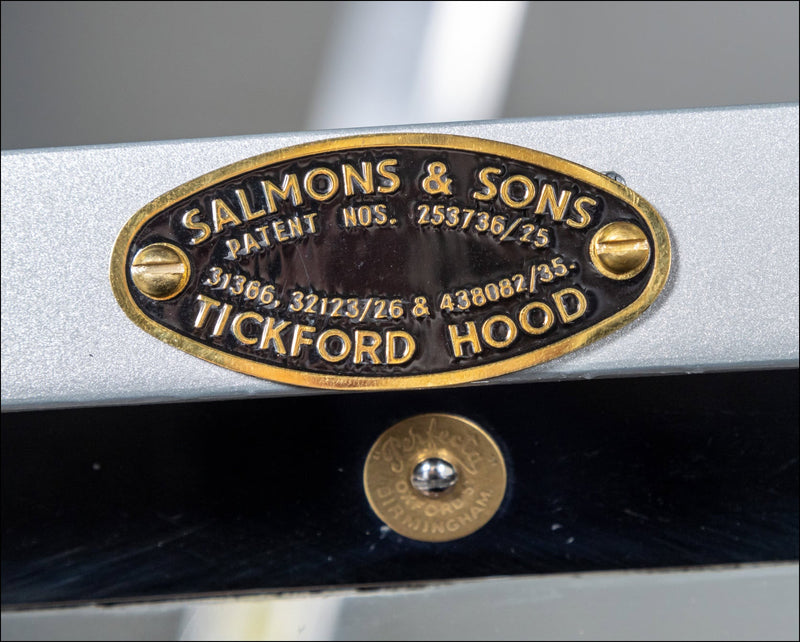 SALMONS & SONS
PATENT NOS. 253736/25
31366, 32123/26 & 438082/35.
TICKFORD HOOD
"Perfecta"
OXFORD ST
BIRMINGHAM